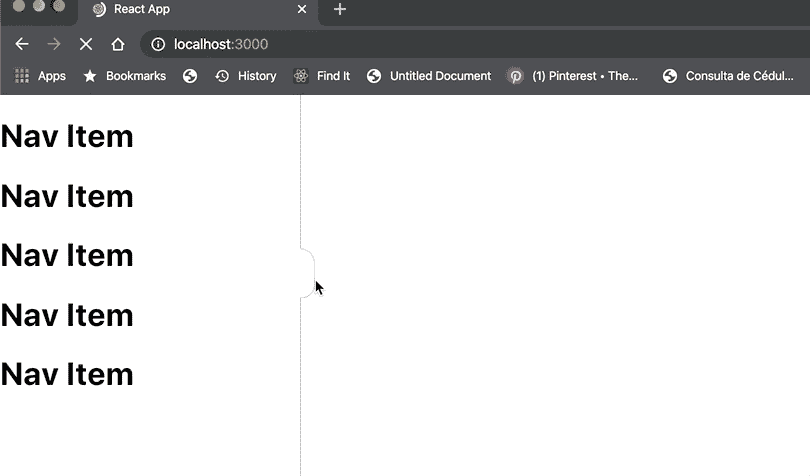 React App
localhost:3000
Apps Bookmarks History Find It Untitled Document (1) Pinterest • The... Consulta de Cédul...
Nav Item
Nav Item
Nav Item
Nav Item
Nav Item